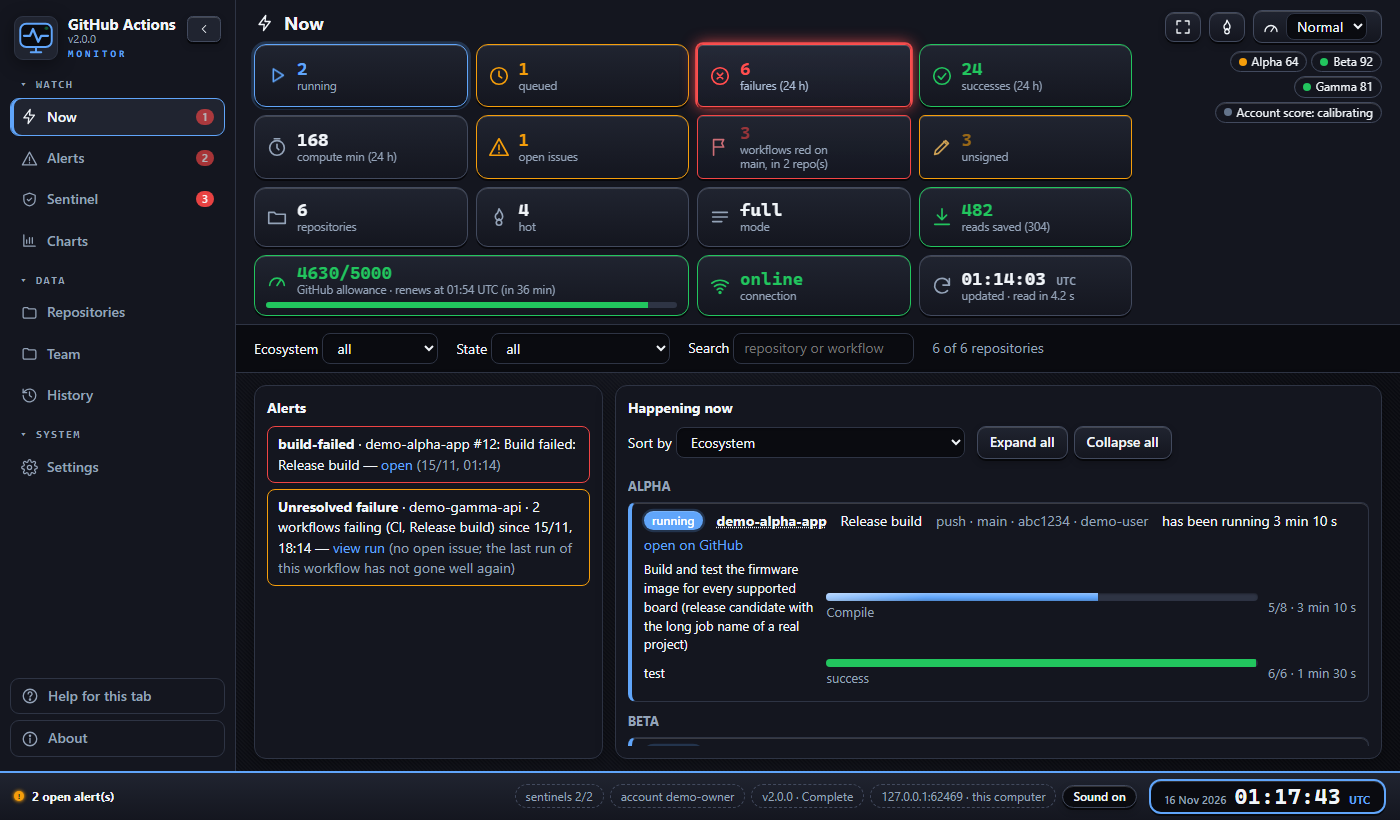 GitHub Actions
v2.0.0
MONITOR
WATCH
Now 1
Alerts 2
Sentinel 3
Charts
DATA
Repositories
Team
History
SYSTEM
Settings
Help for this tab
About
Now
Normal
Alpha 64
Beta 92
Gamma 81
Account score: calibrating
2
running
1
queued
6
failures (24 h)
24
successes (24 h)
168
compute min (24 h)
1
open issues
3
workflows red on
main, in 2 repo(s)
3
unsigned
6
repositories
4
hot
full
mode
482
reads saved (304)
4630/5000
GitHub allowance · renews at 01:54 UTC (in 36 min)
online
connection
01:14:03 UTC
updated · read in 4.2 s
Ecosystem all
State all
Search repository or workflow
6 of 6 repositories
Alerts
build-failed · demo-alpha-app #12: Build failed:
Release build — open (15/11, 01:14)
Unresolved failure · demo-gamma-api · 2
workflows failing (CI, Release build) since 15/11,
18:14 — view run (no open issue; the last run of
this workflow has not gone well again)
Happening now
Sort by Ecosystem
Expand all
Collapse all
ALPHA
running demo-alpha-app Release build push · main · abc1234 · demo-user has been running 3 min 10 s
open on GitHub
Build and test the firmware
image for every supported
board (release candidate with
the long job name of a real
project)
Compile
5/8 · 3 min 10 s
test
success
6/6 · 1 min 30 s
BETA
2 open alert(s)
sentinels 2/2
account demo-owner
v2.0.0 · Complete
127.0.0.1:62469 · this computer
Sound on
16 Nov 2026 01:17:43 UTC